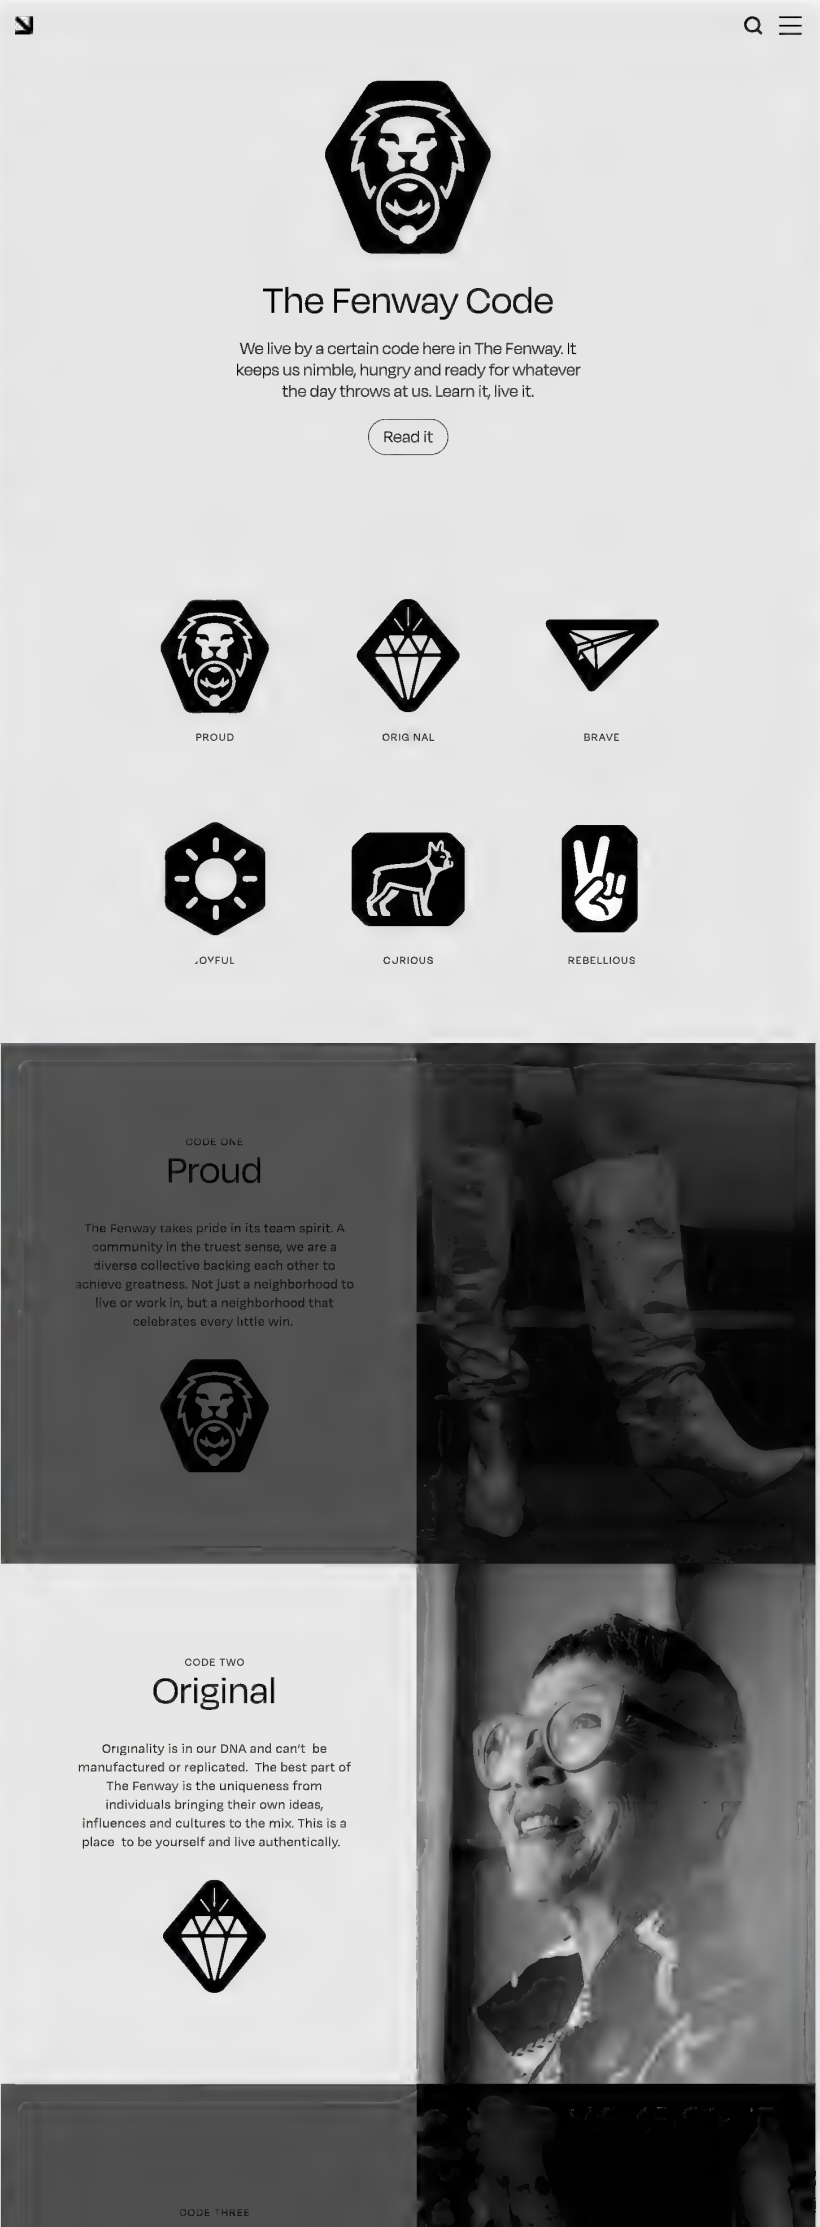 The Fenway Code
We live by a certain code here in The Fenway. It
keeps us nimble, hungry and ready for whatever
the day throws at us. Learn it, live it.
Read it
PROUD
ORIGINAL
BRAVE
JOYFUL
CURIOUS
REBELLIOUS
CODE ONE
Proud
The Fenway takes pride in its team spirit. A
community in the truest sense, we are a
diverse collective backing each other to
achieve greatness. Not just a neighborhood to
live or work in, but a neighborhood that
celebrates every little win.
CODE TWO
Original
Originality is in our DNA and can't be
manufactured or replicated. The best part of
The Fenway is the uniqueness from
individuals bringing their own ideas,
influences and cultures to the mix. This is a
place to be yourself and live authentically.
CODE THREE